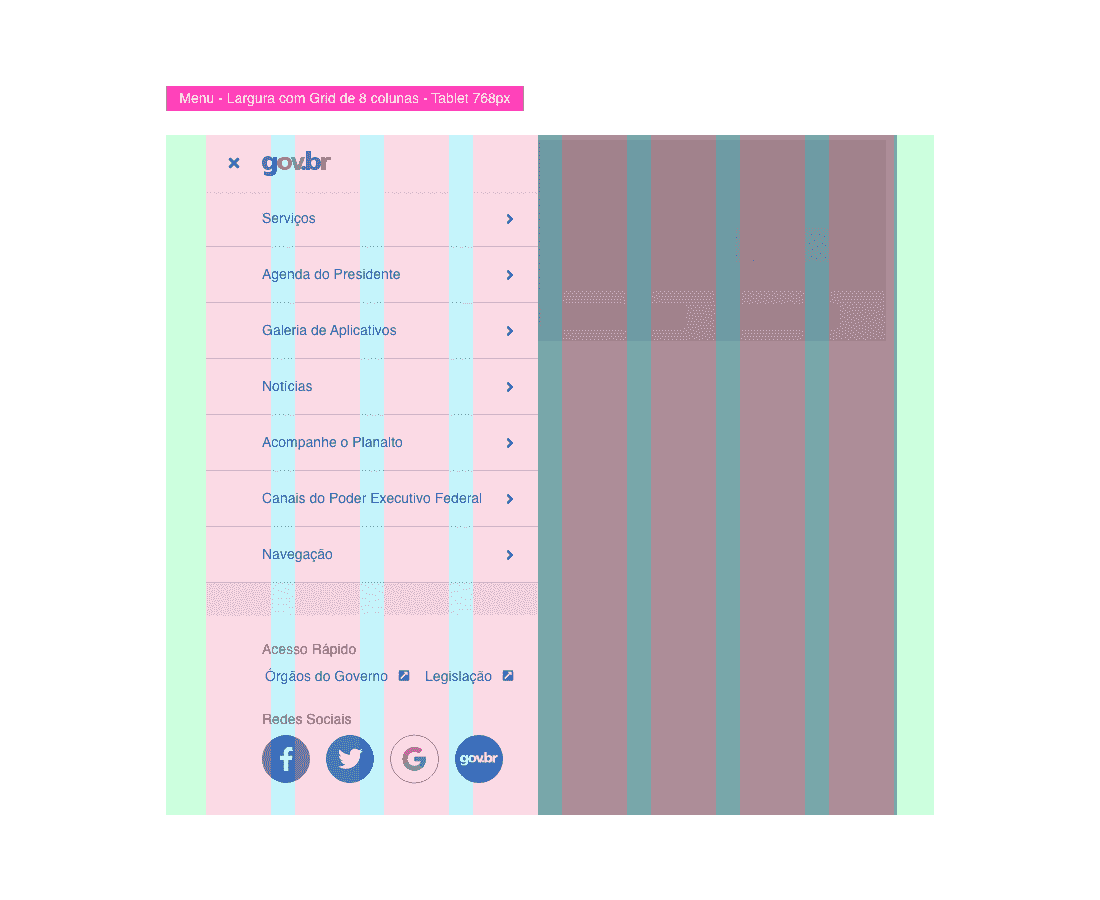 Menu - Largura com Grid de 8 colunas - Tablet 768px
gov.br
Serviços
Agenda do Presidente
Galeria de Aplicativos
Notícias
Acompanhe o Planalto
Canais do Poder Executivo Federal
Navegação
Acesso Rápido
Órgãos do Governo Legislação
Redes Sociais
gov.br